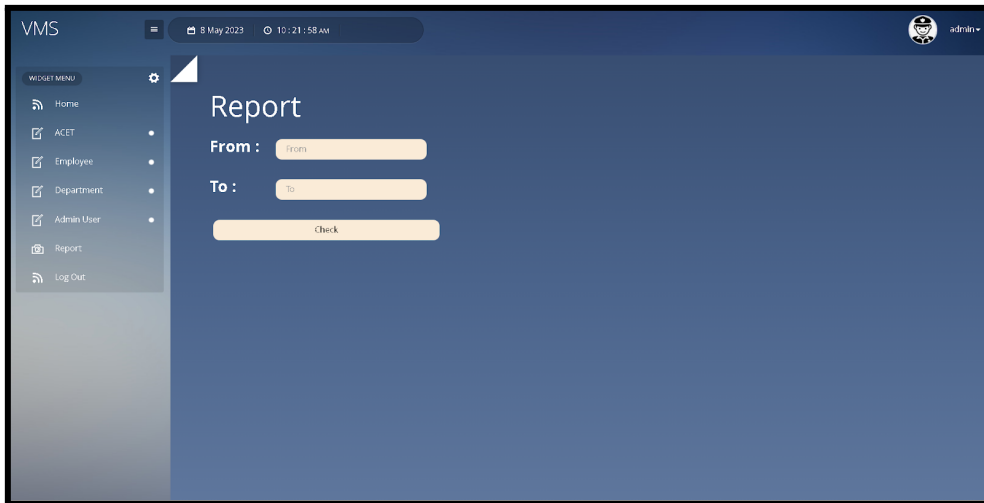 VMS
8 May 2023
10 : 21 : 58 AM
admin
WIDGET MENU
Home
ACET
Employee
Department
Admin User
Report
Log Out
Report
From :
From
To :
To
Check